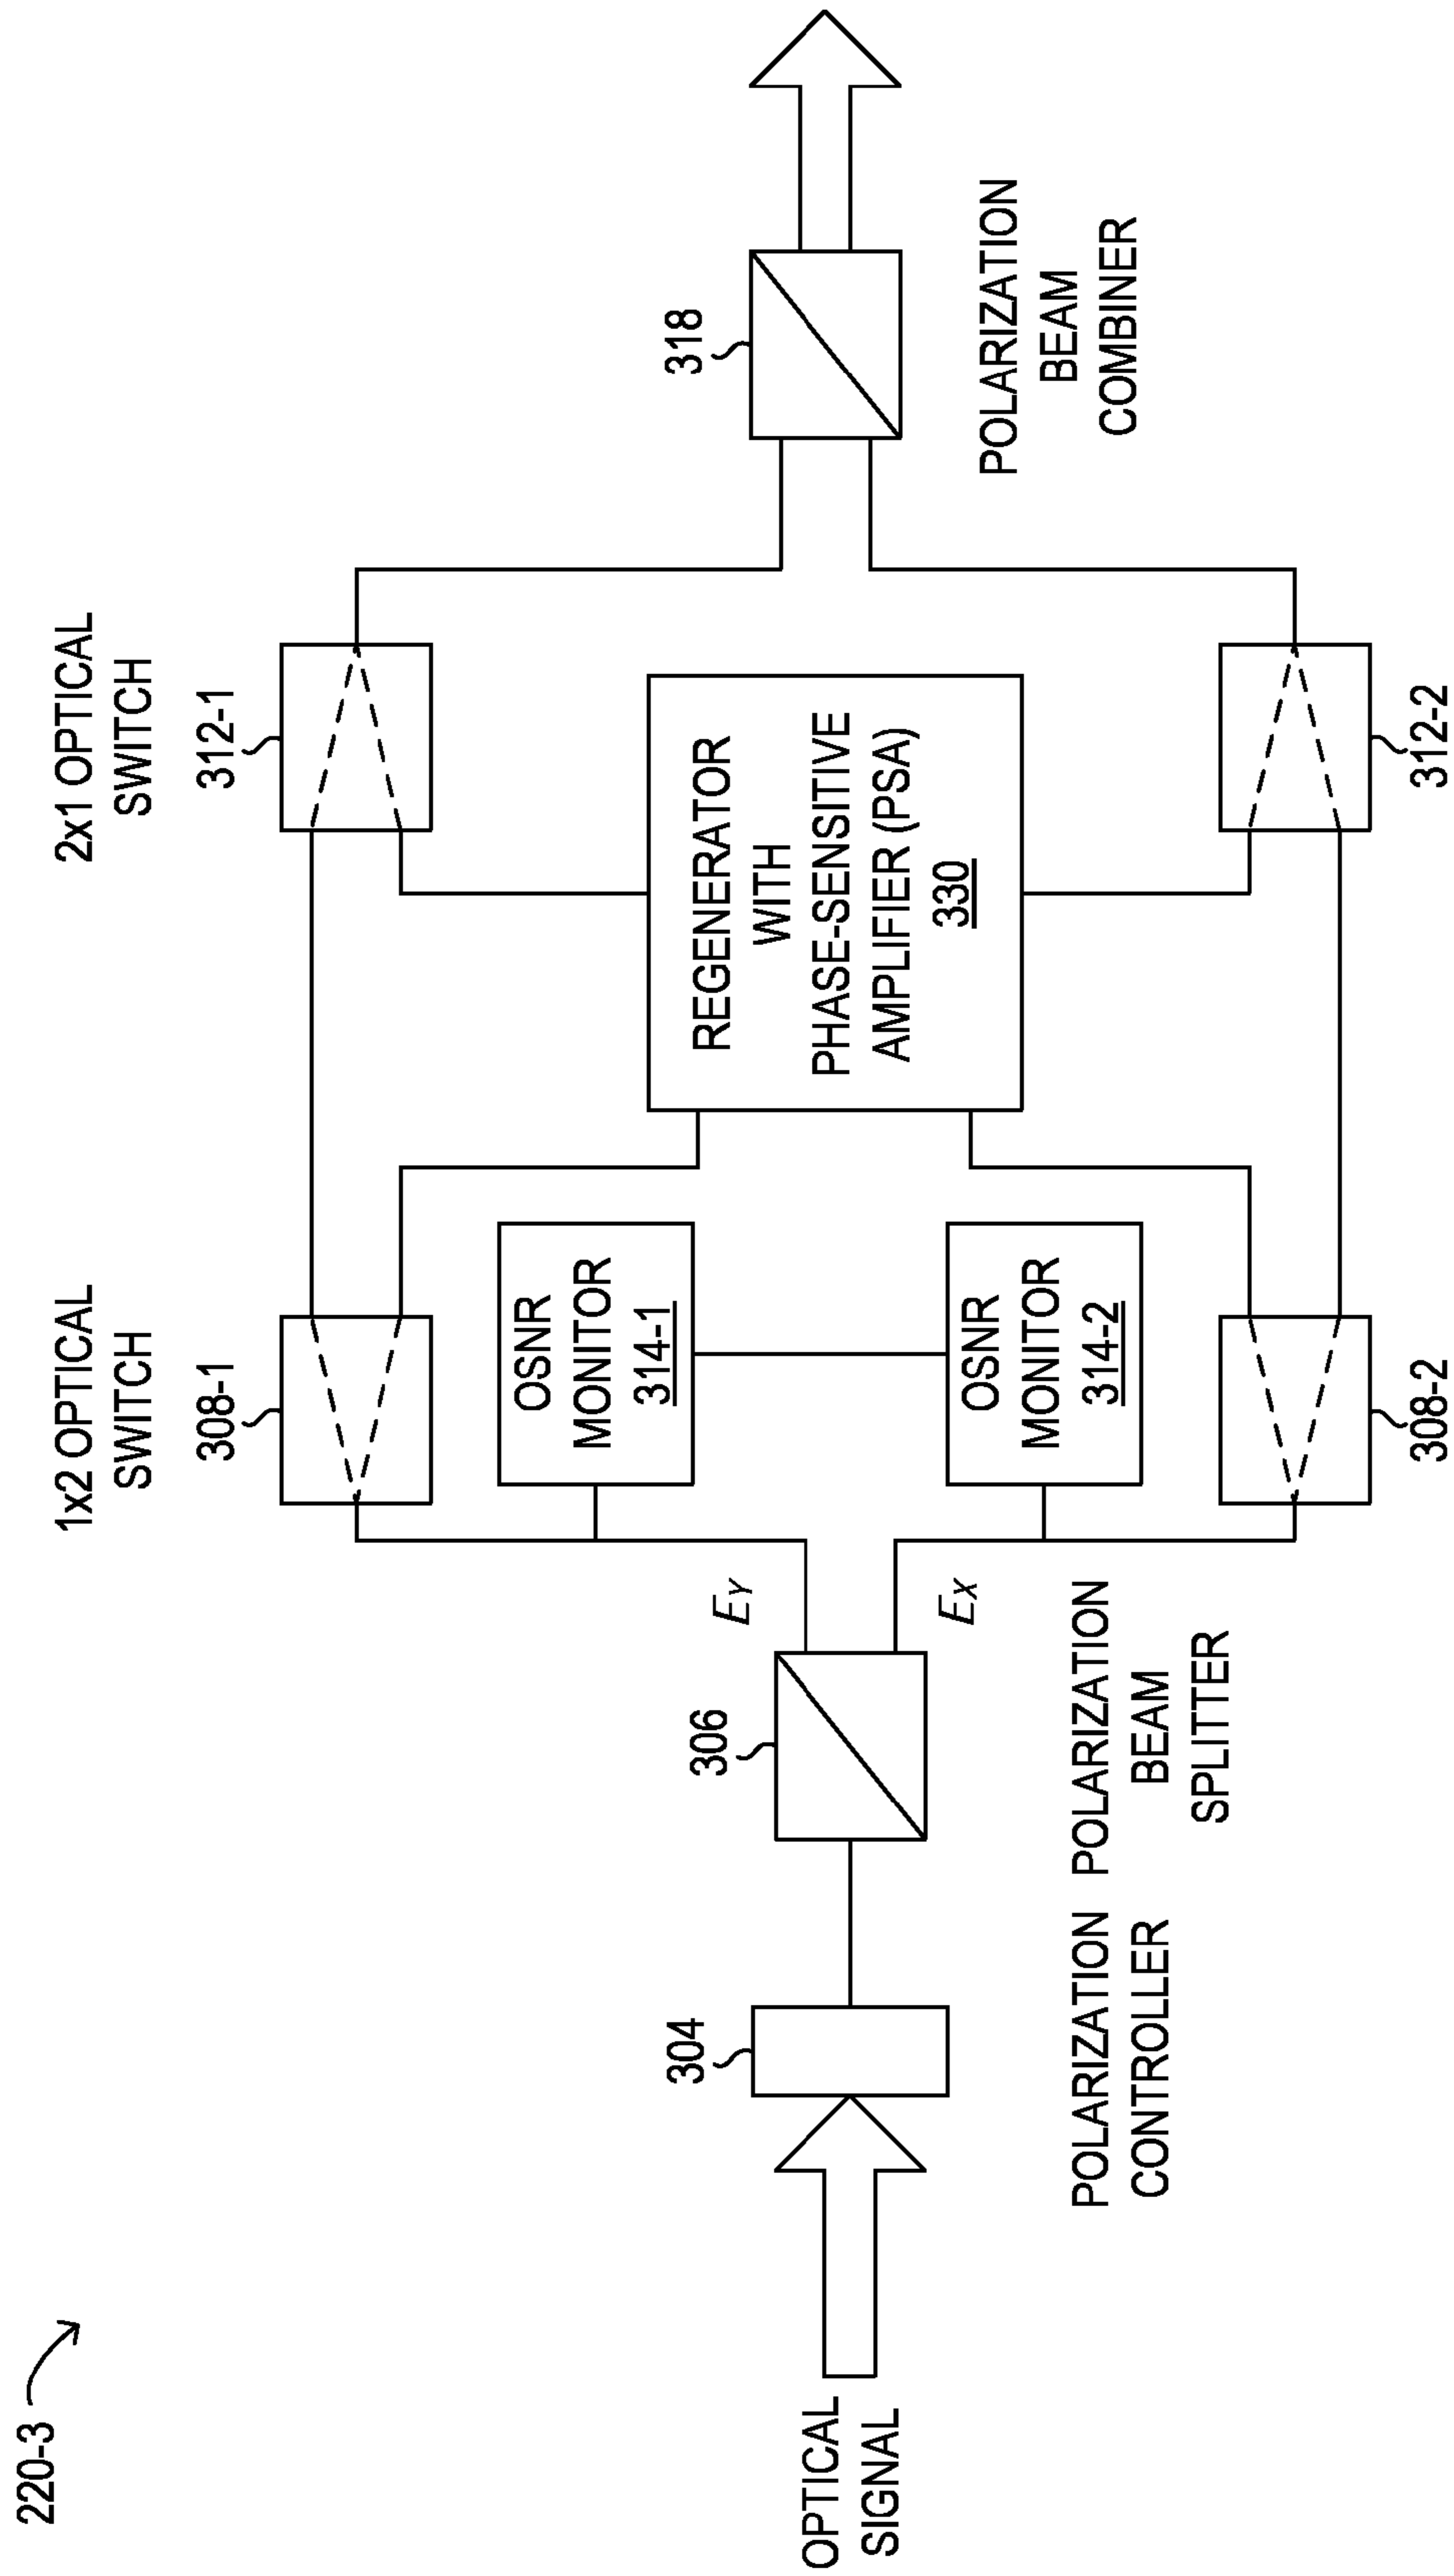 220-3
1x2 OPTICAL
SWITCH
2x1 OPTICAL
SWITCH
308-1
312-1
OPTICAL
SIGNAL
304
POLARIZATION
CONTROLLER
306
POLARIZATION
BEAM
SPLITTER
EY
EX
OSNR
MONITOR
314-1
OSNR
MONITOR
314-2
REGENERATOR
WITH
PHASE-SENSITIVE
AMPLIFIER (PSA)
330
318
POLARIZATION
BEAM
COMBINER
308-2
312-2